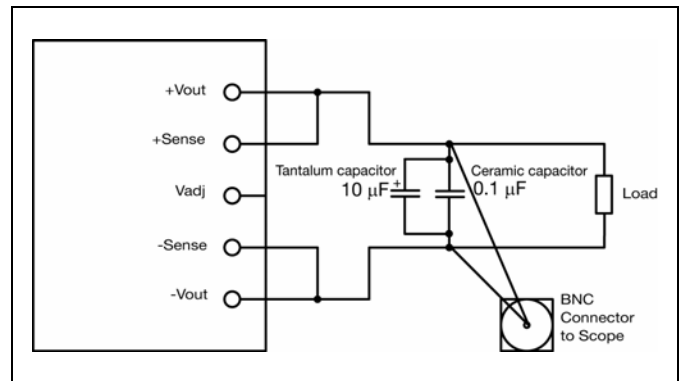 +Vout
+Sense
Vadj
-Sense
-Vout
Tantalum capacitor
10 µF+
Ceramic capacitor
0.1 µF
Load
BNC
Connector
to Scope